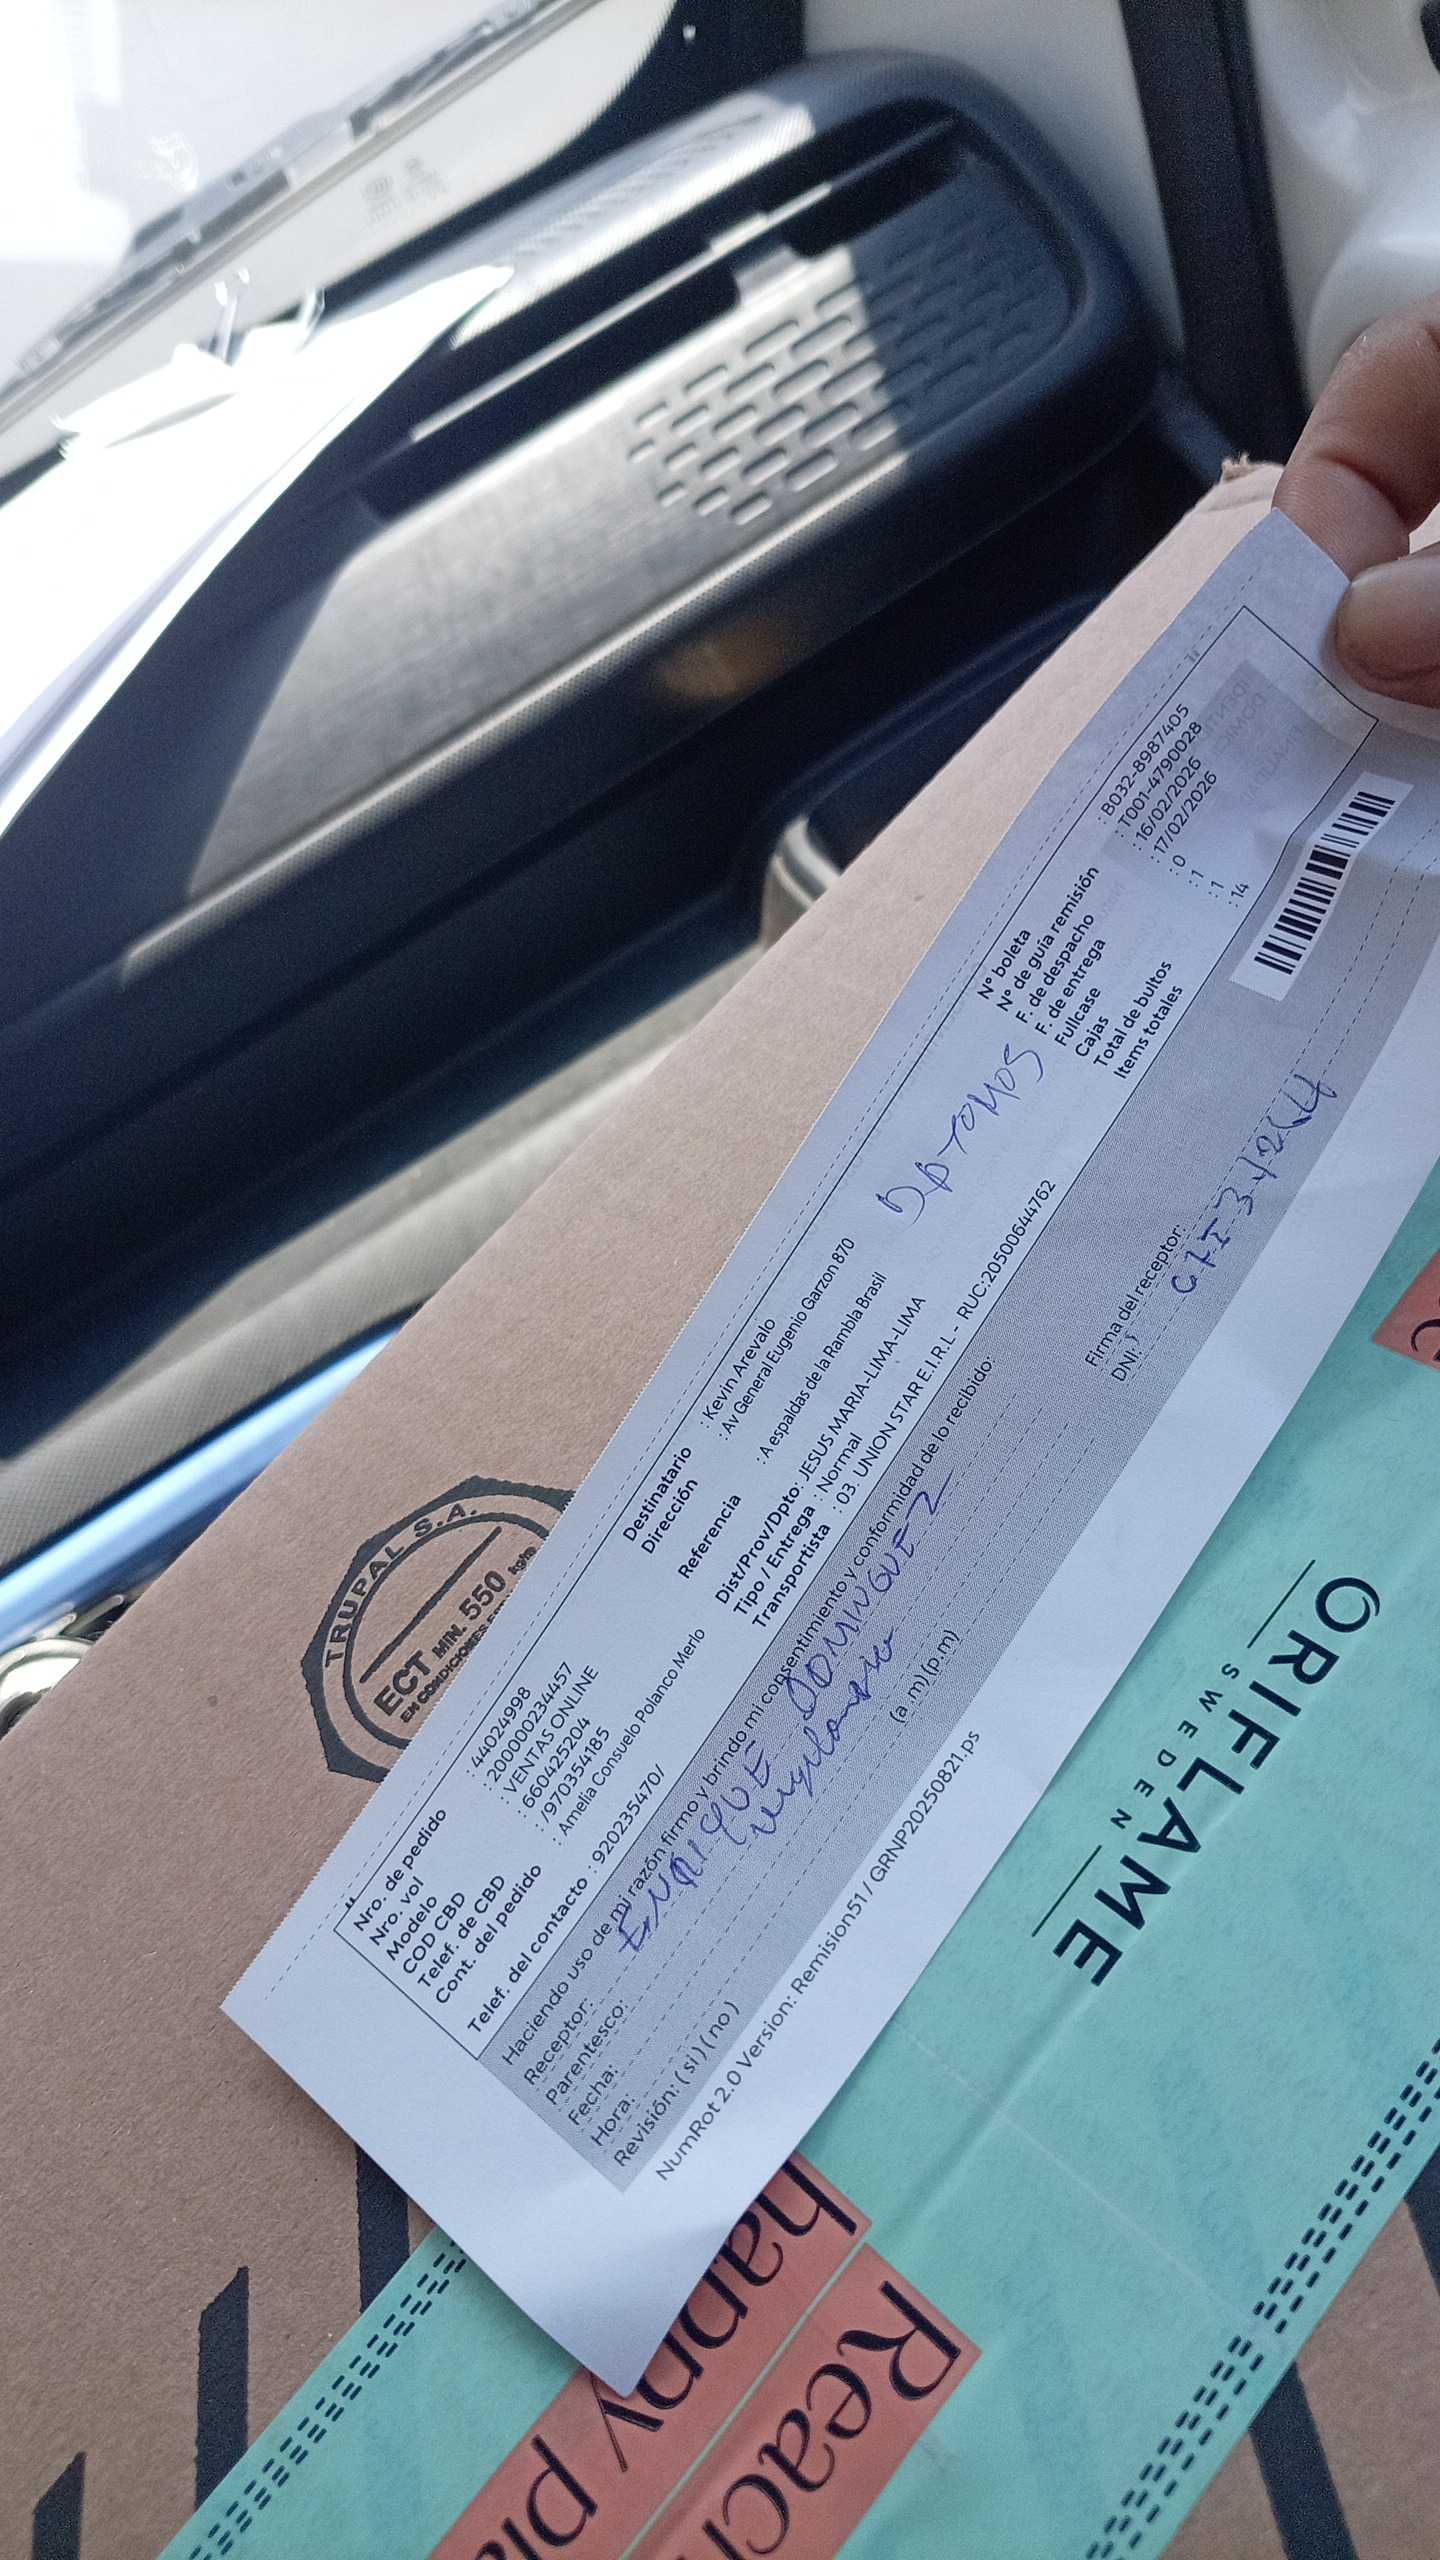 Nro. de pedido : 44024998
Nro. vol : 200000234457
Modelo : VENTAS ONLINE
COD CBD : 660425204
Telef. de CBD : /970354185
Cont. del pedido : Amelia Consuelo Polanco Merlo
Telef. del contacto : 920235470/
Destinatario : Kevin Arevalo
Dirección : Av General Eugenio Garzon 870
Referencia : A espaldas de la Rambla Brasil
Dist/Prov/Dpto: JESUS MARIA-LIMA-LIMA
Tipo / Entrega : Normal
Transportista : 03. UNION STAR E.I.R.L - RUC:20500644762
N° boleta : B032-8987405
N° de guía remisión : T001-4790028
F. de despacho : 16/02/2026
F. de entrega : 17/02/2026
Fullcase : 0
Cajas : 1
Total de bultos : 1
Items totales : 14
Haciendo uso de mi razón firmo y brindo mi consentimiento y conformidad de lo recibido:
Receptor: ENRIQUE DOMINGUEZ
Parentesco:
Fecha:
Hora: (a.m)(p.m)
Revisión: (si)(no)
Firma del receptor:
DNI:
NumRot 2.0 Version: Remision51 / GRNP20250821.ps
TRUPAL S.A.
ECT MIN. 550 kg/m
EN CONDICIONES
ORIFLAME
SWEDEN
happy
Reach